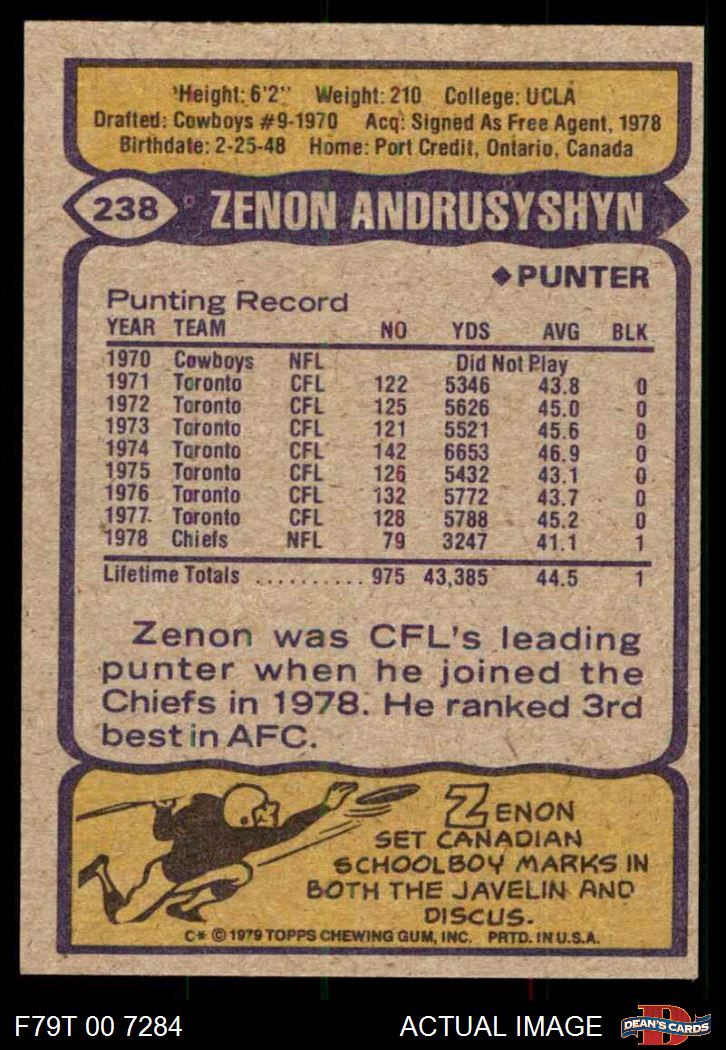 Height: 6'2" Weight: 210 College: UCLA
Drafted: Cowboys #9-1970 Acq: Signed As Free Agent, 1978
Birthdate: 2-25-48 Home: Port Credit, Ontario, Canada
238 ZENON ANDRUSYSHYN
◆PUNTER
Punting Record
YEAR TEAM NO YDS AVG BLK
1970 Cowboys NFL Did Not Play
1971 Toronto CFL 122 5346 43.8 0
1972 Toronto CFL 125 5626 45.0 0
1973 Toronto CFL 121 5521 45.6 0
1974 Toronto CFL 142 6653 46.9 0
1975 Toronto CFL 126 5432 43.1 0
1976 Toronto CFL 132 5772 43.7 0
1977 Toronto CFL 128 5788 45.2 0
1978 Chiefs NFL 79 3247 41.1 1
Lifetime Totals .......... 975 43,385 44.5 1
Zenon was CFL's leading
punter when he joined the
Chiefs in 1978. He ranked 3rd
best in AFC.
ZENON
SET CANADIAN
SCHOOLBOY MARKS IN
BOTH THE JAVELIN AND
DISCUS.
C* © 1979 TOPPS CHEWING GUM, INC. PRTD. IN U.S.A.
F79T 00 7284 ACTUAL IMAGE D DEAN'S CARDS